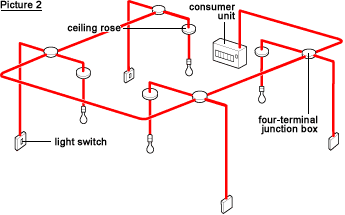 Picture 2
ceiling rose
consumer
unit
light switch
four-terminal
junction box